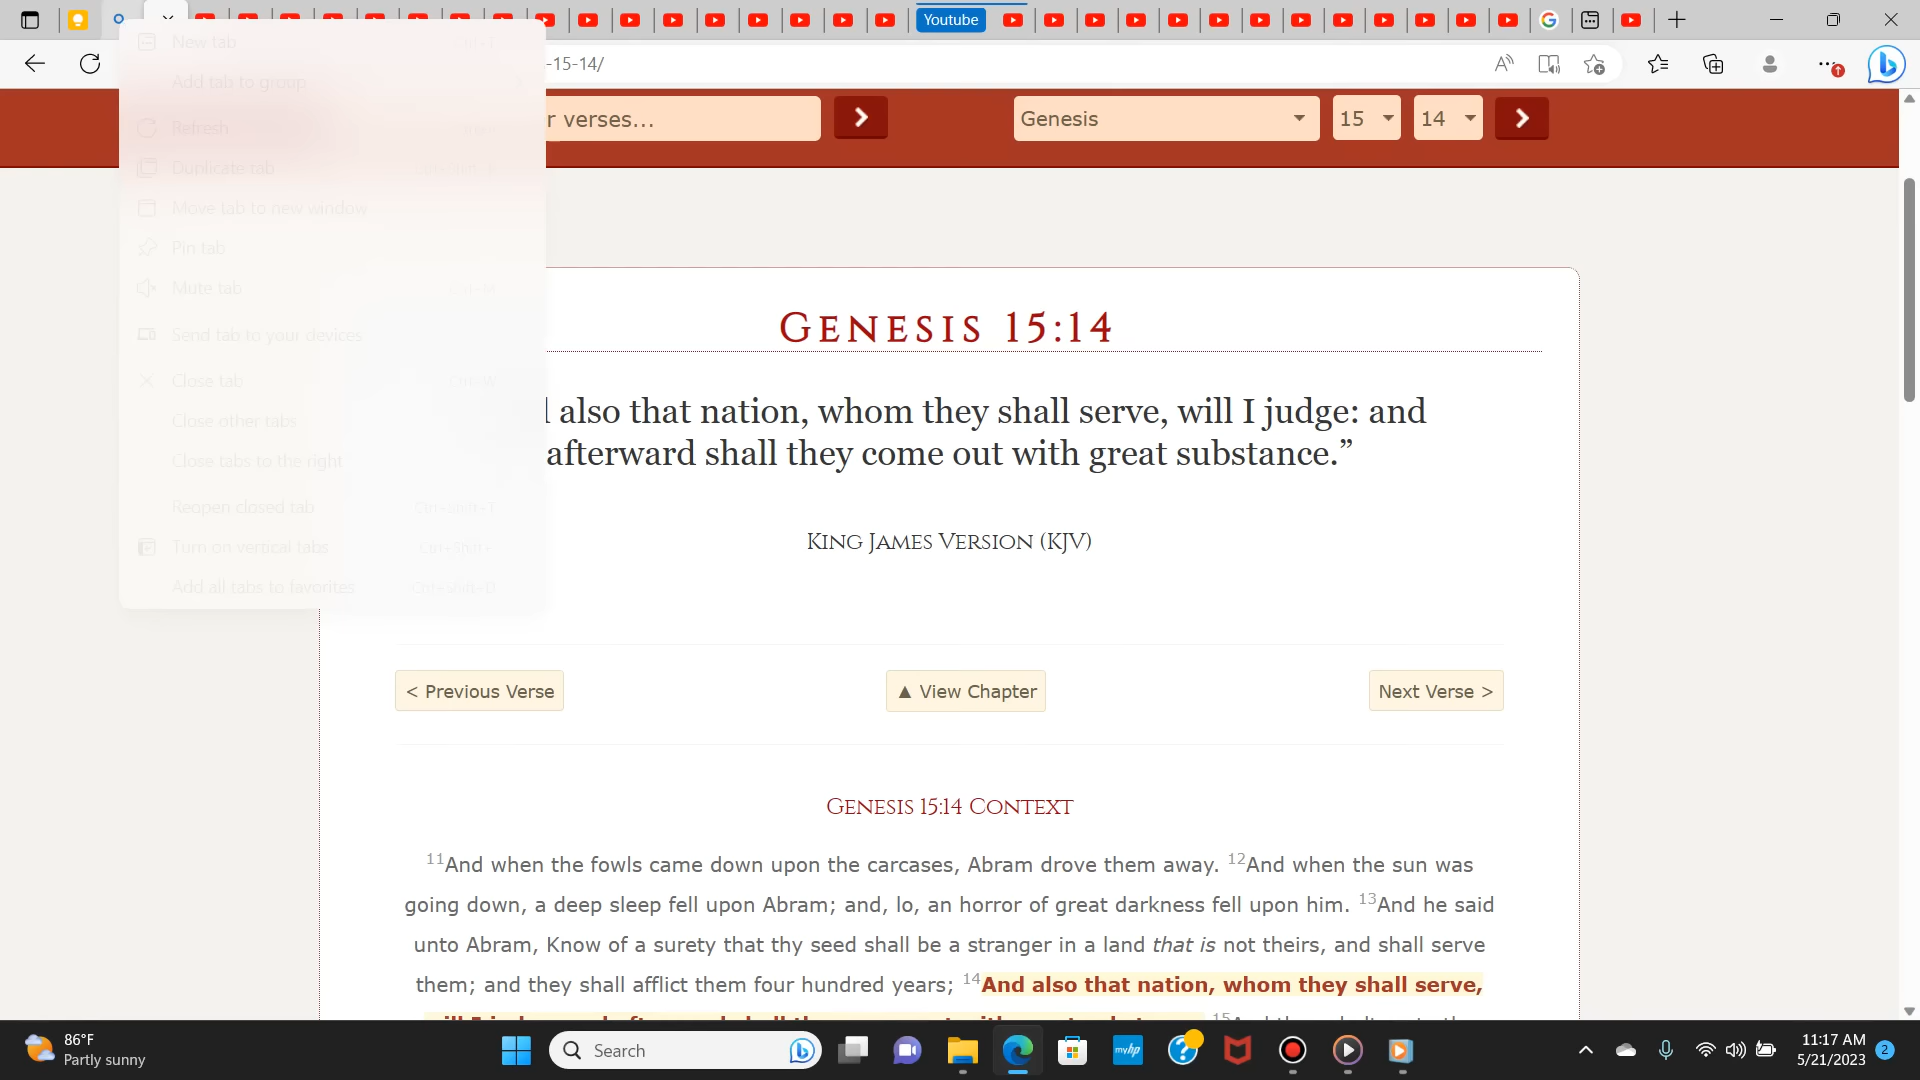 Youtube
-15-14/
New tab
Add tab to group
Refresh
Duplicate tab
Move tab to new window
Pin tab
Mute tab
Send tab to your devices
Close tab Ctrl+W
Close other tabs
Close tabs to the right
Reopen closed tab Ctrl+Shift+T
Turn on vertical tabs
Add all tabs to favorites Ctrl+Shift+D
r verses...
Genesis 15 14
Genesis 15:14
also that nation, whom they shall serve, will I judge: and
afterward shall they come out with great substance.”
King James Version (KJV)
< Previous Verse
▲ View Chapter
Next Verse >
Genesis 15:14 Context
11And when the fowls came down upon the carcases, Abram drove them away. 12And when the sun was
going down, a deep sleep fell upon Abram; and, lo, an horror of great darkness fell upon him. 13And he said
unto Abram, Know of a surety that thy seed shall be a stranger in a land that is not theirs, and shall serve
them; and they shall afflict them four hundred years; 14And also that nation, whom they shall serve,
86°F
Partly sunny
Search
myhp
11:17 AM
5/21/2023
2